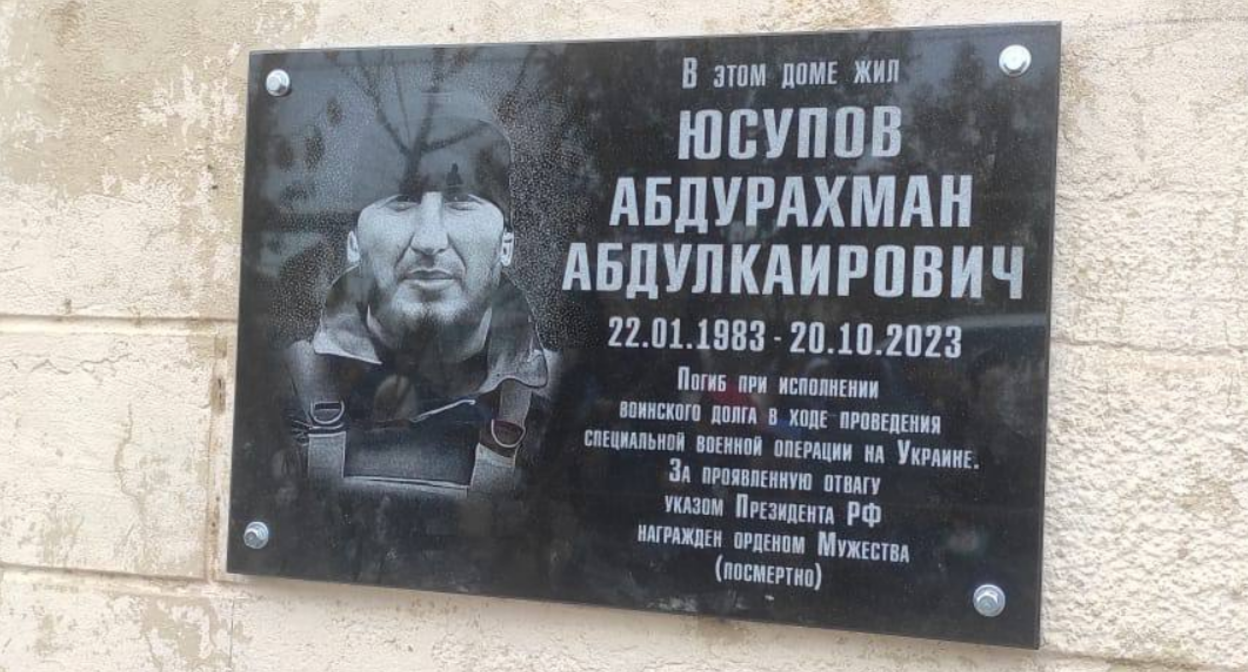 В этом доме жил
ЮСУПОВ
АБДУРАХМАН
АБДУЛКАИРОВИЧ
22.01.1983 - 20.10.2023
Погиб при исполнении
воинского долга в ходе проведения
специальной военной операции на Украине.
За проявленную отвагу
указом Президента РФ
награжден орденом Мужества
(посмертно)